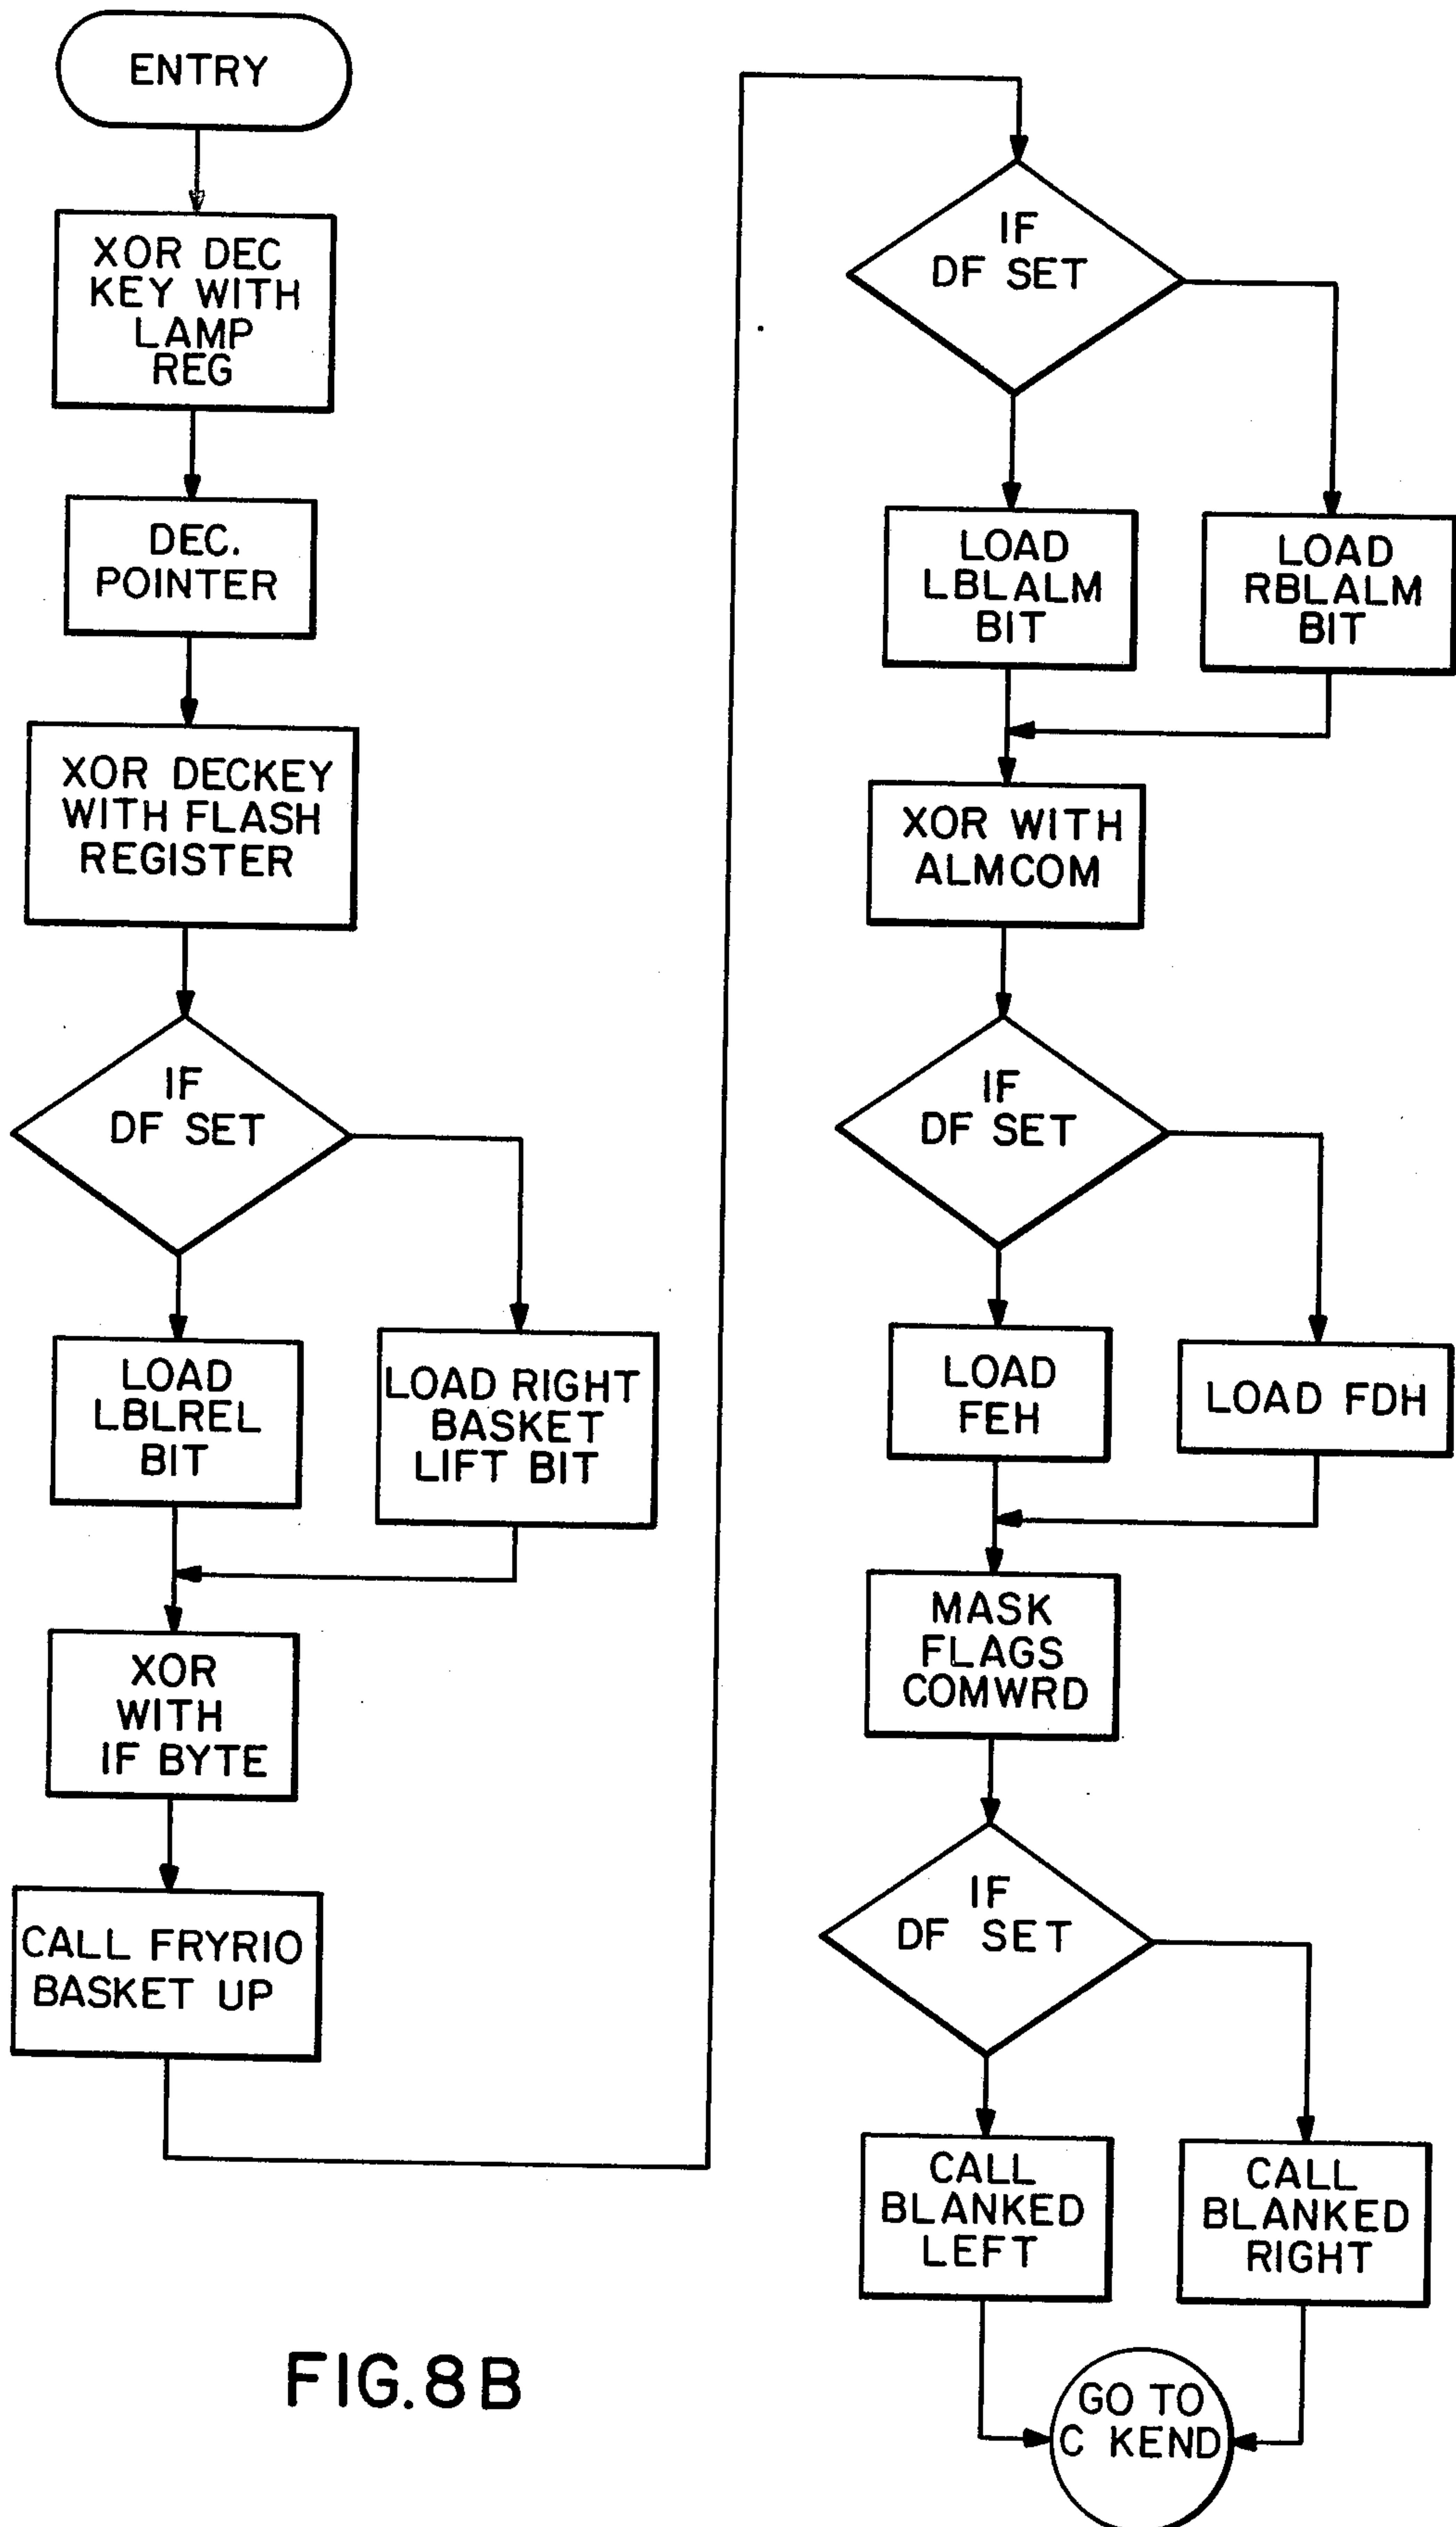 ENTRY
XOR DEC
KEY WITH
LAMP
REG
DEC.
POINTER
XOR DECKEY
WITH FLASH
REGISTER
IF
DF SET
LOAD
LBLREL
BIT
LOAD RIGHT
BASKET
LIFT BIT
XOR
WITH
IF BYTE
CALL FRYRIO
BASKET UP
IF
DF SET
LOAD
LBLALM
BIT
LOAD
RBLALM
BIT
XOR WITH
ALMCOM
IF
DF SET
LOAD
FEH
LOAD FDH
MASK
FLAGS
COMWRD
IF
DF SET
CALL
BLANKED
LEFT
CALL
BLANKED
RIGHT
GO TO
C KEND
FIG. 8B